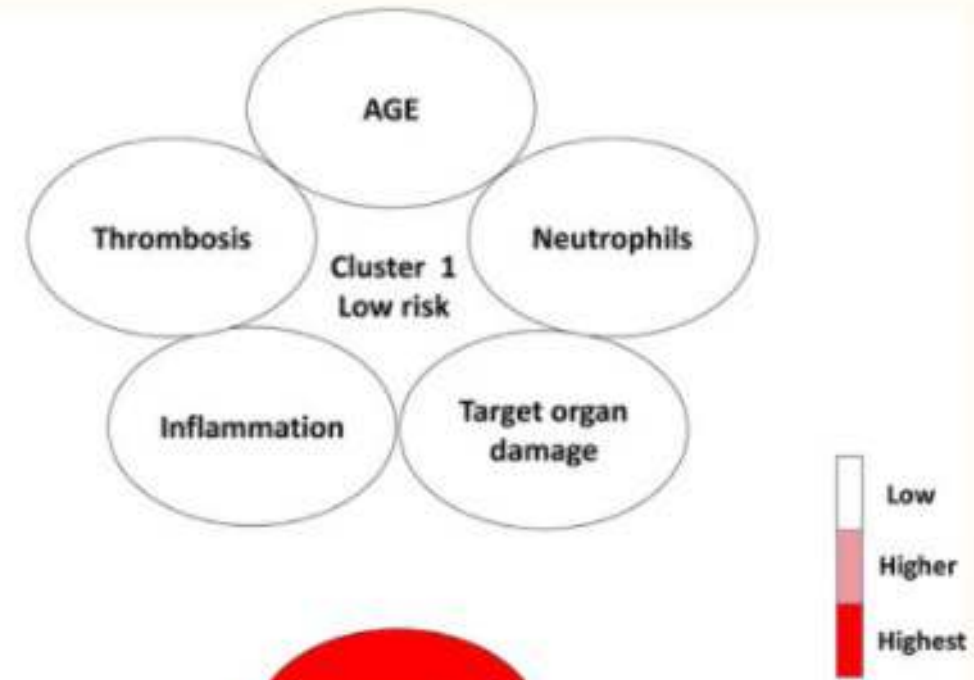 AGE
Thrombosis
Neutrophils
Cluster 1
Low risk
Inflammation
Target organ
damage
Low
Higher
Highest